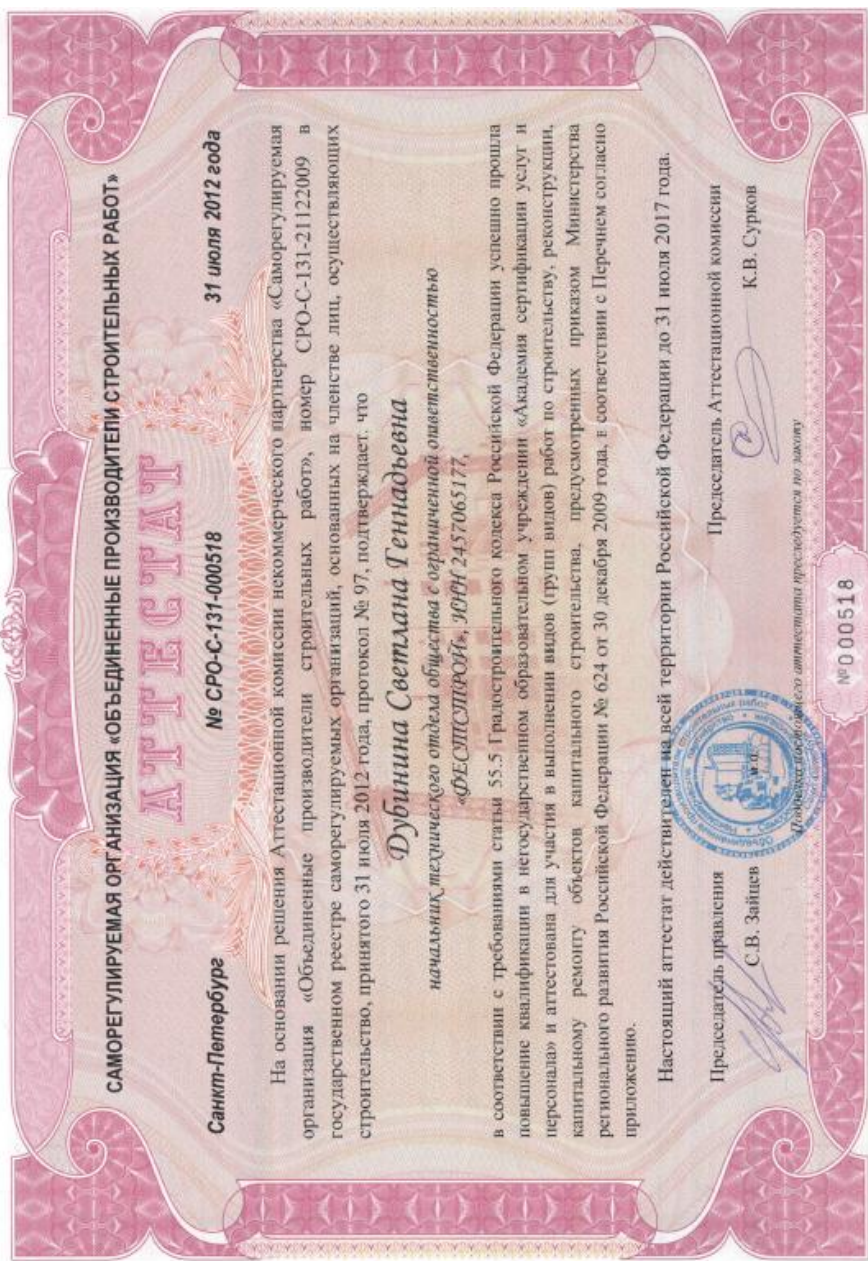 САМОРЕГУЛИРУЕМАЯ ОРГАНИЗАЦИЯ «ОБЪЕДИНЕННЫЕ ПРОИЗВОДИТЕЛИ СТРОИТЕЛЬНЫХ РАБОТ»
АТТЕСТАТ
Санкт-Петербург № СРО-С-131-000518 31 июля 2012 года
На основании решения Аттестационной комиссии некоммерческого партнерства «Саморегулируемая
организация «Объединенные производители строительных работ», номер СРО-С-131-21122009 в
государственном реестре саморегулируемых организаций, основанных на членстве лиц, осуществляющих
строительство, принятого 31 июля 2012 года, протокол № 97, подтверждает, что
Дубинина Светлана Геннадьевна
начальник технического отдела общества с ограниченной ответственностью
«ФЕСТСТРОЙ», ИНН 2457065177,
в соответствии с требованиями статьи 55.5 Градостроительного кодекса Российской Федерации успешно прошла
повышение квалификации в негосударственном образовательном учреждении «Академия сертификации услуг и
персонала» и аттестована для участия в выполнении видов (групп видов) работ по строительству, реконструкции,
капитальному ремонту объектов капитального строительства, предусмотренных приказом Министерства
регионального развития Российской Федерации № 624 от 30 декабря 2009 года, в соответствии с Перечнем согласно
приложению.
Настоящий аттестат действителен на всей территории Российской Федерации до 31 июля 2017 года.
Председатель правления Председатель Аттестационной комиссии
С.В. Зайцев М.П. К.В. Сурков
Подделка настоящего аттестата преследуется по закону
№000518